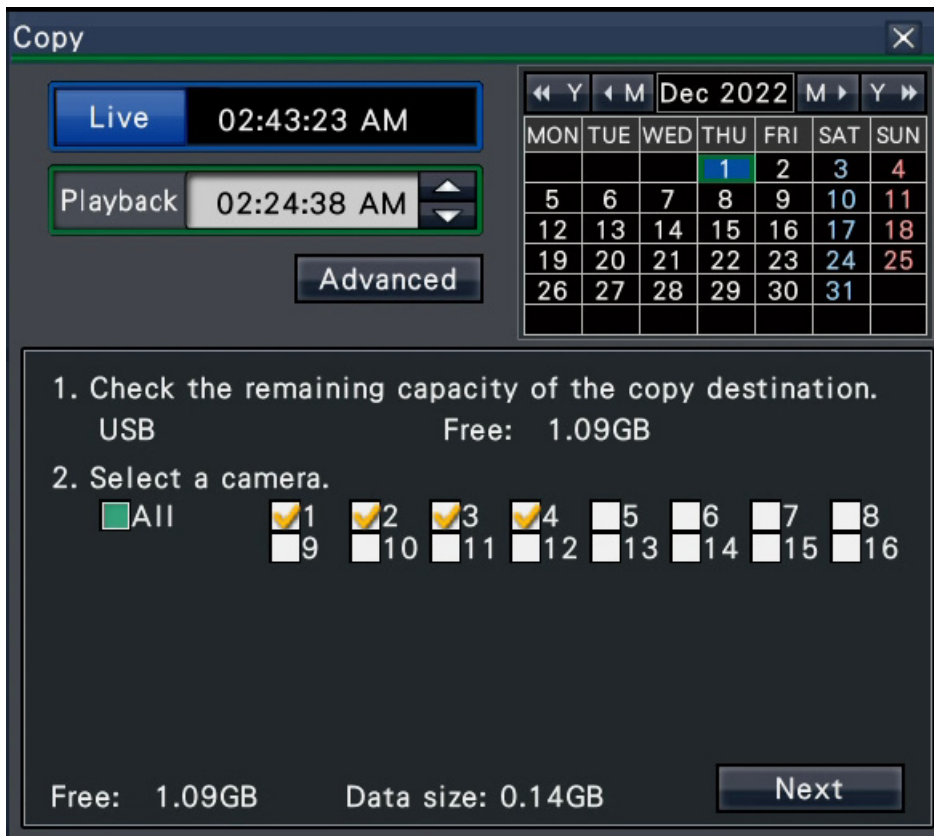 Copy
Live 02:43:23 AM
Playback 02:24:38 AM
Advanced
Y M Dec 2022 M Y
MON TUE WED THU FRI SAT SUN
1 2 3 4
5 6 7 8 9 10 11
12 13 14 15 16 17 18
19 20 21 22 23 24 25
26 27 28 29 30 31
1. Check the remaining capacity of the copy destination.
USB Free: 1.09GB
2. Select a camera.
All 1 2 3 4 5 6 7 8
9 10 11 12 13 14 15 16
Free: 1.09GB Data size: 0.14GB Next